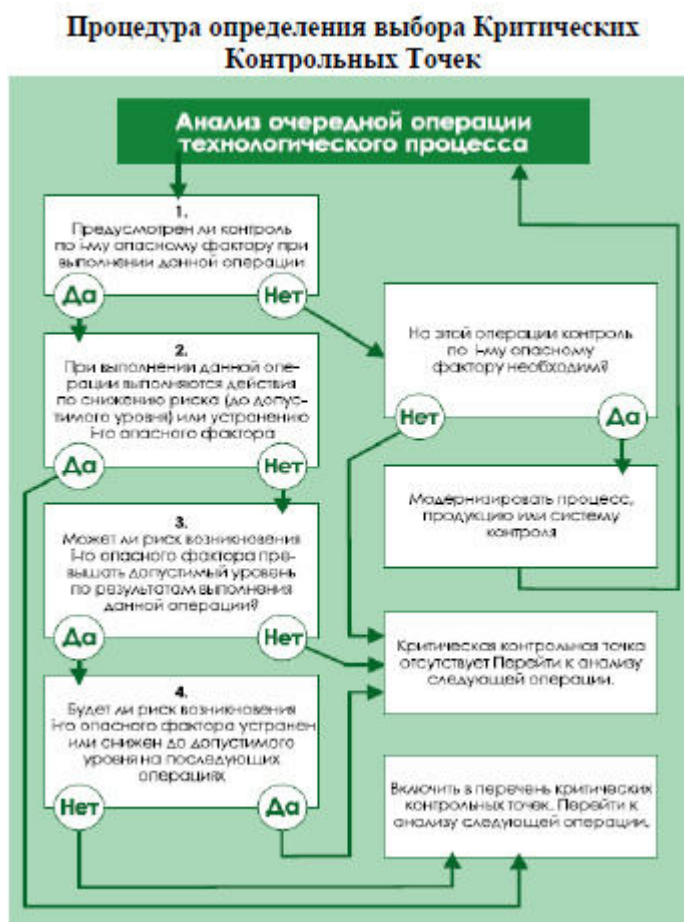 Процедура определения выбора Критических
Контрольных Точек
Анализ очередной операции
технологического процесса
1.
Предусмотрен ли контроль
по i-му опасному фактору при
выполнении данной операции
Да
Нет
На этой операции контроль
по i-му опасному
фактору необходим?
Нет
Да
2.
При выполнении данной опе-
рации выполняются действия
по снижению риска (до допус-
тимого уровня) или устранению
i-го опасного фактора
Да
Нет
Модернизировать процесс,
продукцию или систему
контроля
3.
Может ли риск возникновения
i-го опасного фактора пре-
вышать допустимый уровень
по результатам выполнения
данной операции?
Да
Нет
Критическая контрольная точка
отсутствует Перейти к анализу
следующей операции.
4.
Будет ли риск возникновения
i-го опасного фактора устранен
или снижен до допустимого
уровня на последующих
операциях
Нет
Да
Включить в перечень критических
контрольных точек. Перейти к
анализу следующей операции.